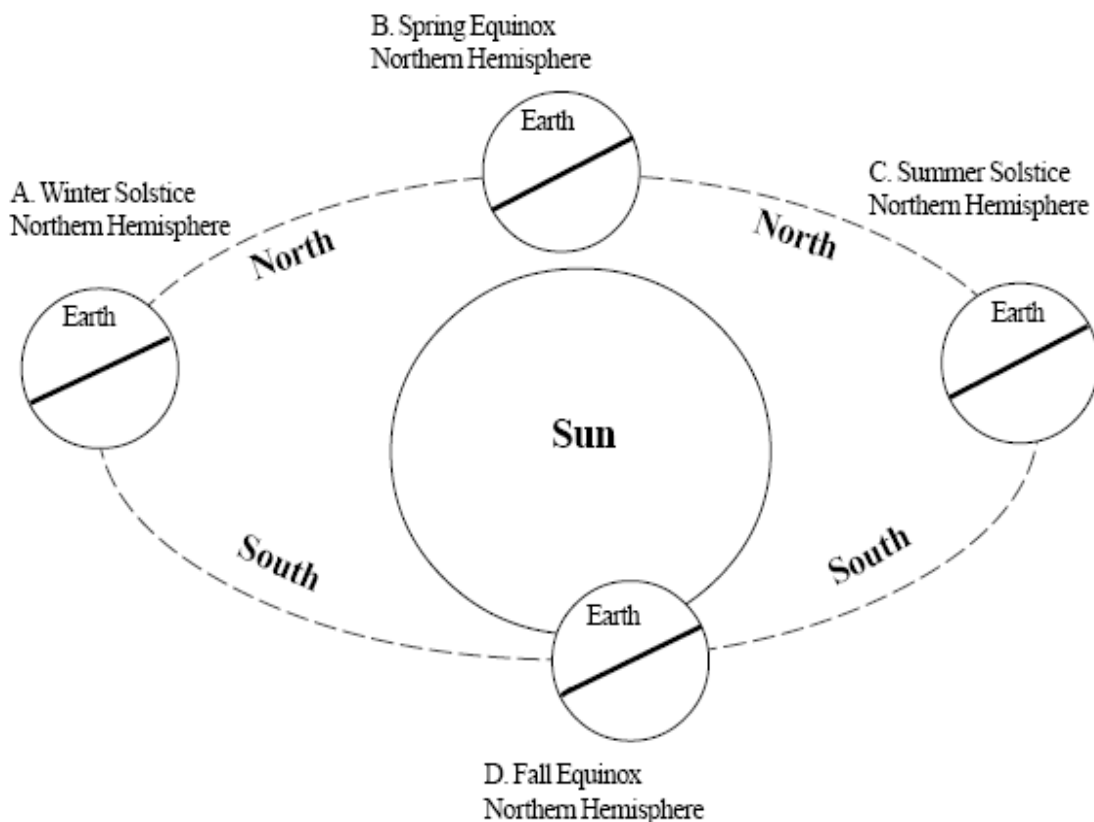 B. Spring Equinox
Northern Hemisphere
Earth
A. Winter Solstice
Northern Hemisphere
C. Summer Solstice
Northern Hemisphere
North
North
Earth
Earth
Sun
South
South
Earth
D. Fall Equinox
Northern Hemisphere